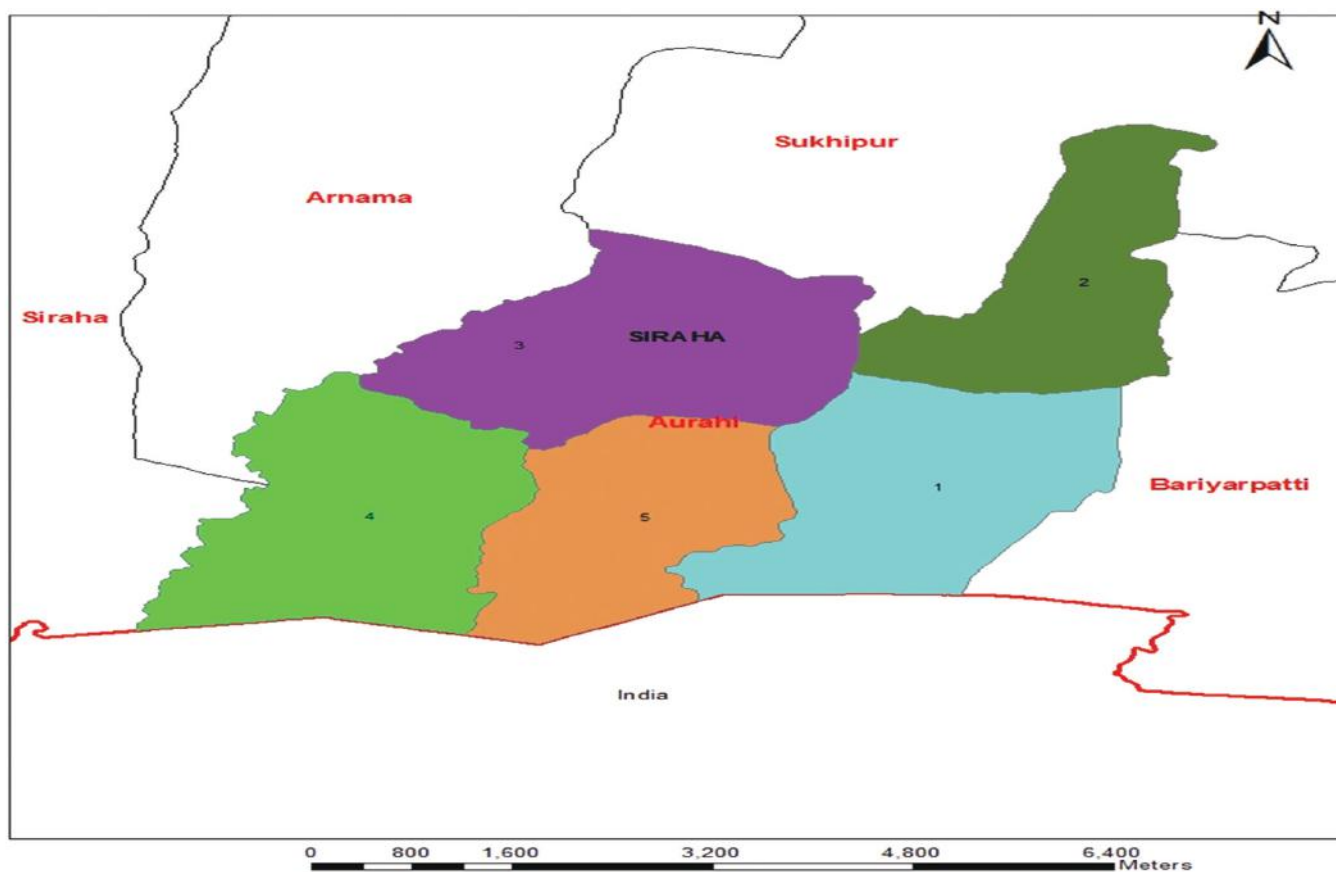 N
Sukhipur
Arnama
2
Siraha
3
SIRAHA
Aurahi
Bariyarpatti
1
4
5
India
0 800 1,600 3,200 4,800 6,400
Meters